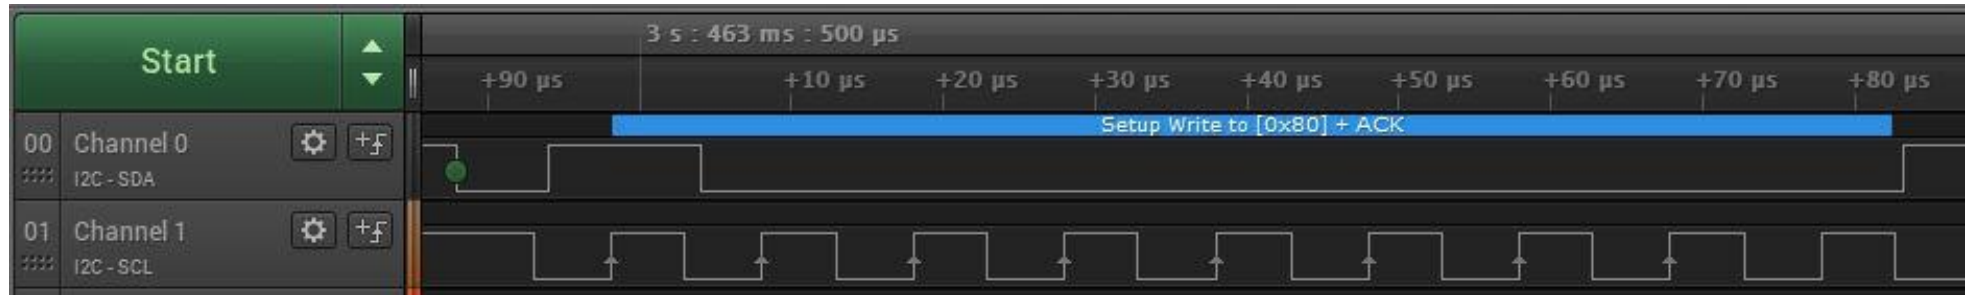 Start
3 s : 463 ms : 500 µs
+90 µs +10 µs +20 µs +30 µs +40 µs +50 µs +60 µs +70 µs +80 µs
Setup Write to [0x80] + ACK
00 Channel 0
I2C - SDA
01 Channel 1
I2C - SCL